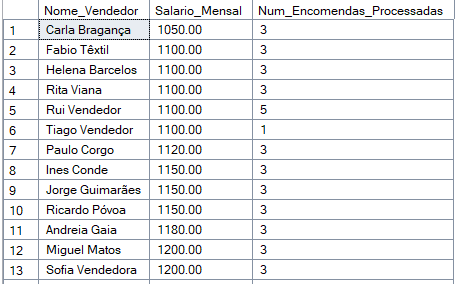 Nome_Vendedor Salario_Mensal Num_Encomendas_Processadas
1 Carla Bragança 1050.00 3
2 Fabio Têxtil 1100.00 3
3 Helena Barcelos 1100.00 3
4 Rita Viana 1100.00 3
5 Rui Vendedor 1100.00 5
6 Tiago Vendedor 1100.00 1
7 Paulo Corgo 1120.00 3
8 Ines Conde 1150.00 3
9 Jorge Guimarães 1150.00 3
10 Ricardo Póvoa 1150.00 3
11 Andreia Gaia 1180.00 3
12 Miguel Matos 1200.00 3
13 Sofia Vendedora 1200.00 3